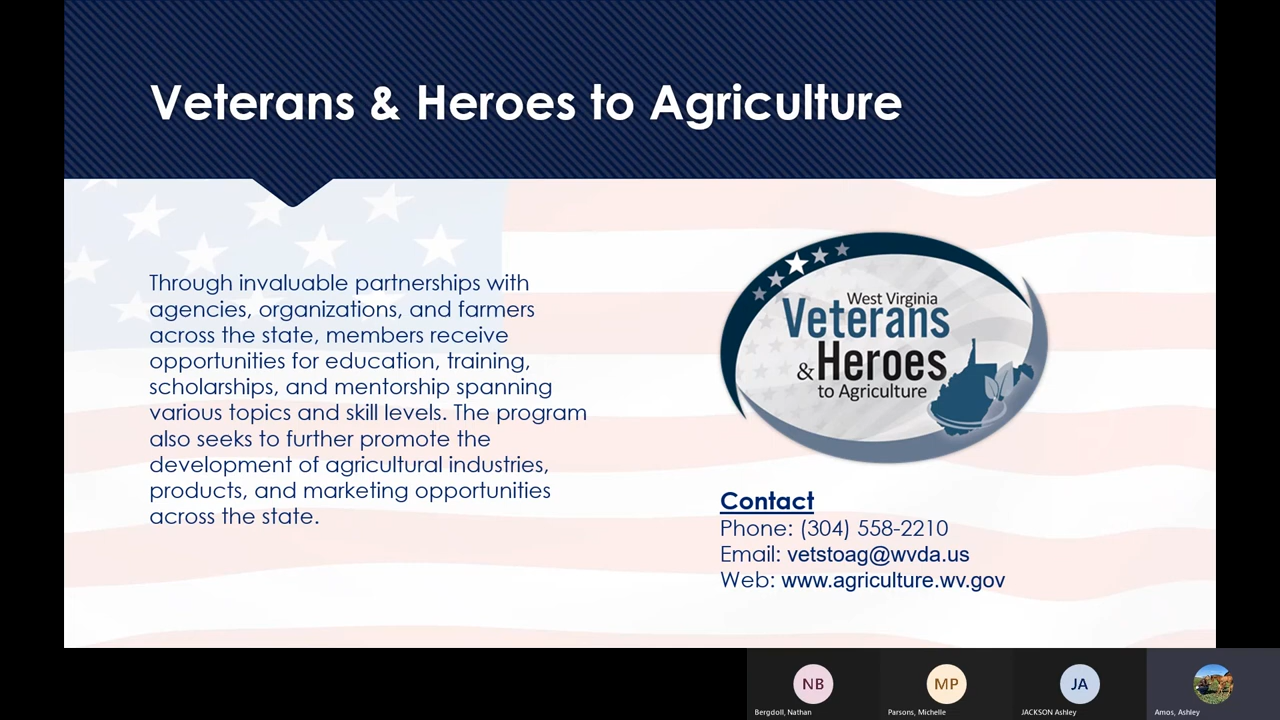 Veterans & Heroes to Agriculture
Through invaluable partnerships with
agencies, organizations, and farmers
across the state, members receive
opportunities for education, training,
scholarships, and mentorship spanning
various topics and skill levels. The program
also seeks to further promote the
development of agricultural industries,
products, and marketing opportunities
across the state.
West Virginia
Veterans
&Heroes
to Agriculture
Contact
Phone: (304) 558-2210
Email: vetstoag@wvda.us
Web: www.agriculture.wv.gov
NB
MP
JA
Bergdoll, Nathan
Parsons, Michelle
JACKSON Ashley
Amos, Ashley